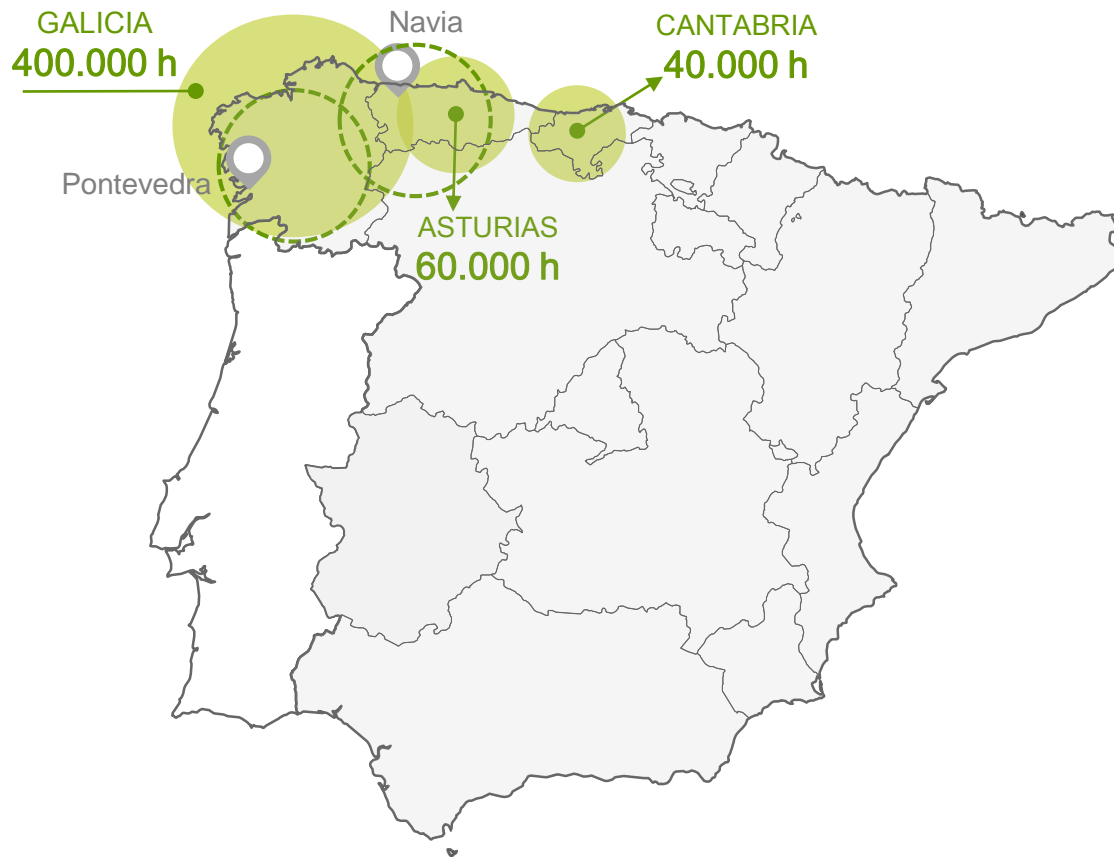 GALICIA
400.000 h
Navia
CANTABRIA
40.000 h
Pontevedra
ASTURIAS
60.000 h